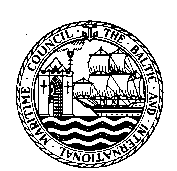 THE BALTIC AND INTERNATIONAL MARITIME COUNCIL